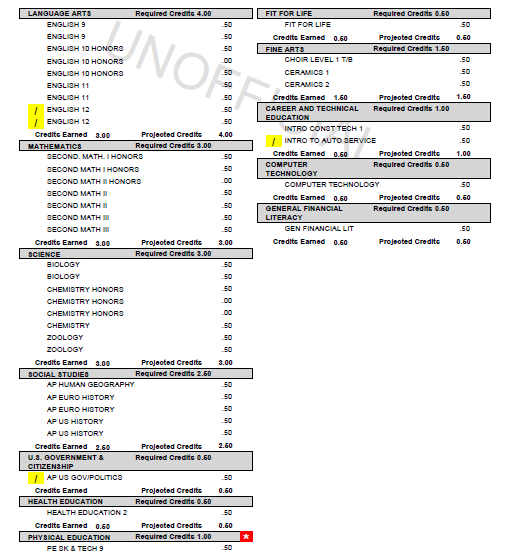 LANGUAGE ARTS Required Credits 4.00
ENGLISH 9 .50
ENGLISH 9 .50
ENGLISH 10 HONORS .50
ENGLISH 10 HONORS .00
ENGLISH 10 HONORS .50
ENGLISH 11 .50
ENGLISH 11 .50
/ ENGLISH 12 .50
/ ENGLISH 12 .50
Credits Earned 3.00 Projected Credits 4.00
MATHEMATICS Required Credits 3.00
SECOND. MATH. I HONORS .50
SECOND MATH I HONORS .50
SECOND MATH II HONORS .00
SECOND MATH II .50
SECOND MATH II .50
SECOND MATH III .50
SECOND MATH III .50
Credits Earned 3.00 Projected Credits 3.00
SCIENCE Required Credits 3.00
BIOLOGY .50
BIOLOGY .50
CHEMISTRY HONORS .50
CHEMISTRY HONORS .00
CHEMISTRY HONORS .00
CHEMISTRY .50
ZOOLOGY .50
ZOOLOGY .50
Credits Earned 3.00 Projected Credits 3.00
SOCIAL STUDIES Required Credits 2.50
AP HUMAN GEOGRAPHY .50
AP EURO HISTORY .50
AP EURO HISTORY .50
AP US HISTORY .50
AP US HISTORY .50
Credits Earned 2.50 Projected Credits 2.50
U.S. GOVERNMENT & Required Credits 0.50
CITIZENSHIP
/ AP US GOV/POLITICS .50
Credits Earned Projected Credits 0.50
HEALTH EDUCATION Required Credits 0.50
HEALTH EDUCATION 2 .50
Credits Earned 0.50 Projected Credits 0.50
PHYSICAL EDUCATION Required Credits 1.00 *
PE SK & TECH 9 .50
FIT FOR LIFE Required Credits 0.50
FIT FOR LIFE .50
Credits Earned 0.50 Projected Credits 0.50
FINE ARTS Required Credits 1.50
CHOIR LEVEL 1 T/B .50
CERAMICS 1 .50
CERAMICS 2 .50
Credits Earned 1.50 Projected Credits 1.50
CAREER AND TECHNICAL Required Credits 1.00
EDUCATION
INTRO CONST TECH 1 .50
/ INTRO TO AUTO SERVICE .50
Credits Earned 0.50 Projected Credits 1.00
COMPUTER Required Credits 0.50
TECHNOLOGY
COMPUTER TECHNOLOGY .50
Credits Earned 0.50 Projected Credits 0.50
GENERAL FINANCIAL Required Credits 0.50
LITERACY
GEN FINANCIAL LIT .50
Credits Earned 0.50 Projected Credits 0.50